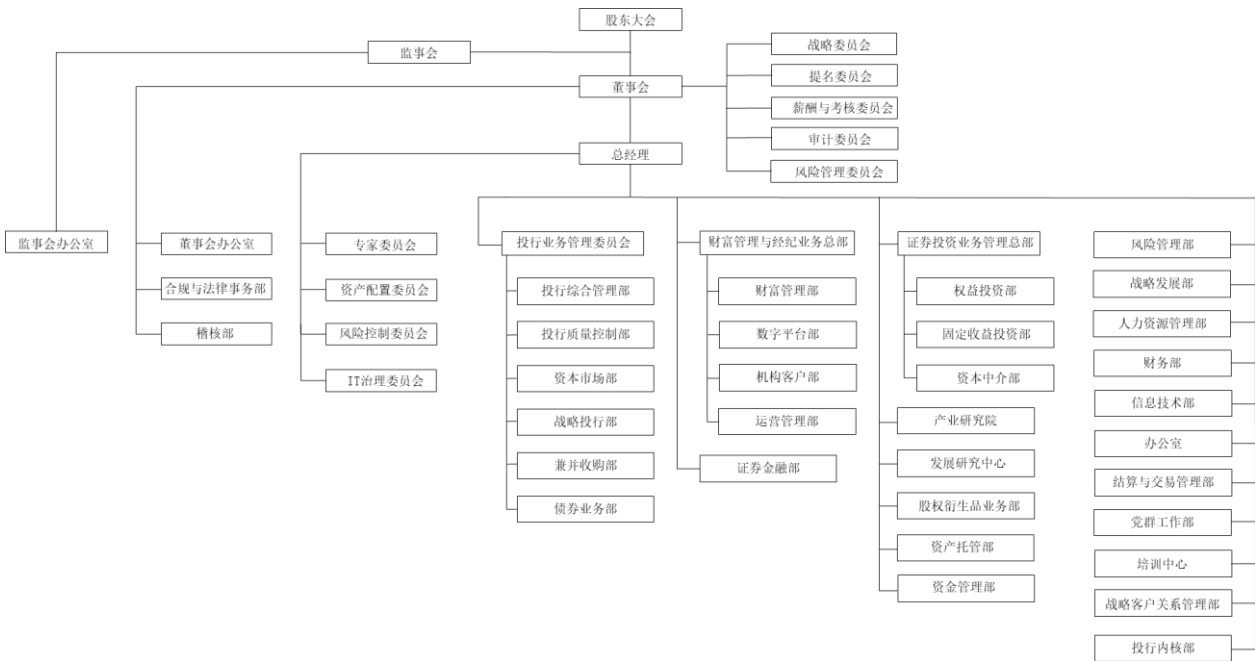 股东大会
监事会
董事会
战略委员会
提名委员会
薪酬与考核委员会
审计委员会
风险管理委员会
总经理
监事会办公室
董事会办公室
合规与法律事务部
稽核部
专家委员会
资产配置委员会
风险控制委员会
IT治理委员会
投行业务管理委员会
投行综合管理部
投行质量控制部
资本市场部
战略投行部
兼并收购部
债券业务部
财富管理与经纪业务总部
财富管理部
数字平台部
机构客户部
运营管理部
证券金融部
证券投资业务管理总部
权益投资部
固定收益投资部
资本中介部
产业研究院
发展研究中心
股权衍生品业务部
资产托管部
资金管理部
风险管理部
战略发展部
人力资源管理部
财务部
信息技术部
办公室
结算与交易管理部
党群工作部
培训中心
战略客户关系管理部
投行内核部